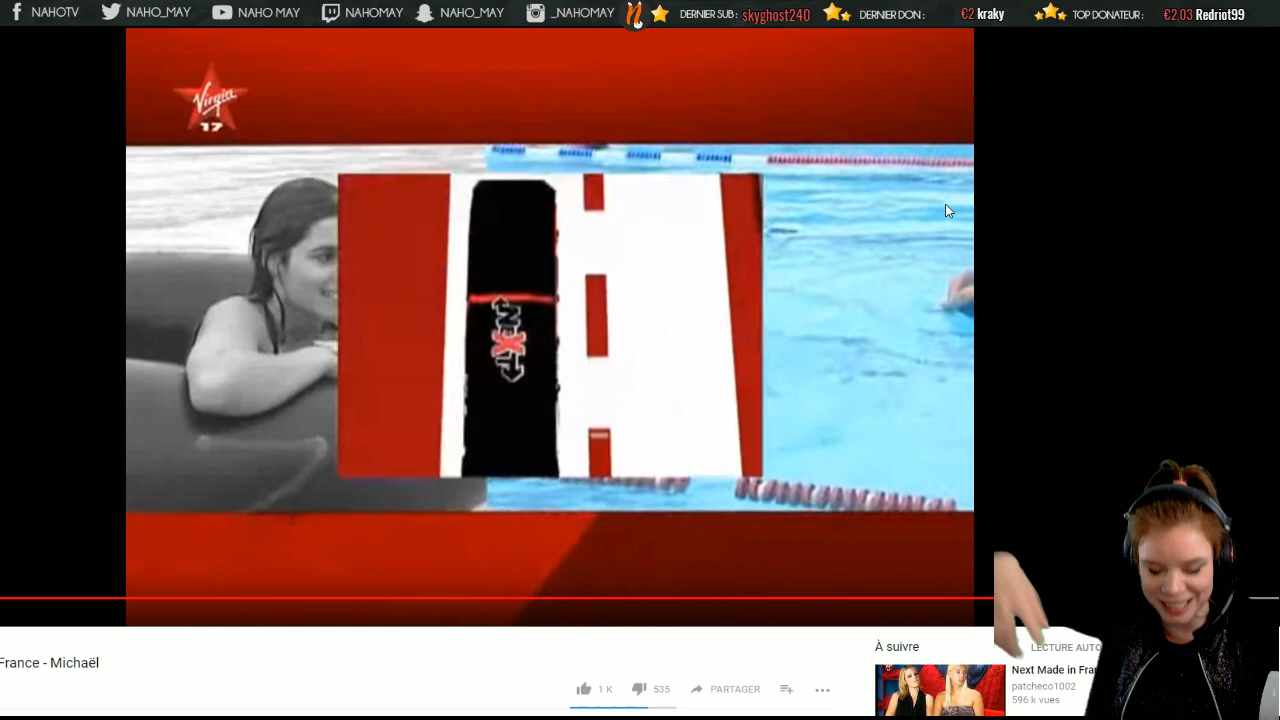 NAHOTV NAHO_MAY NAHO MAY NAHOMAY NAHO_MAY _NAHOMAY DERNIER SUB : skyghost240 DERNIER DON : €2 kraky TOP DONATEUR : €2.03 Redriot99
Virgin
17
NEXT
France - Michaël
1 K 535 PARTAGER
À suivre
LECTURE AUTO
Next Made in Fran
patcheco1002
596 k vues